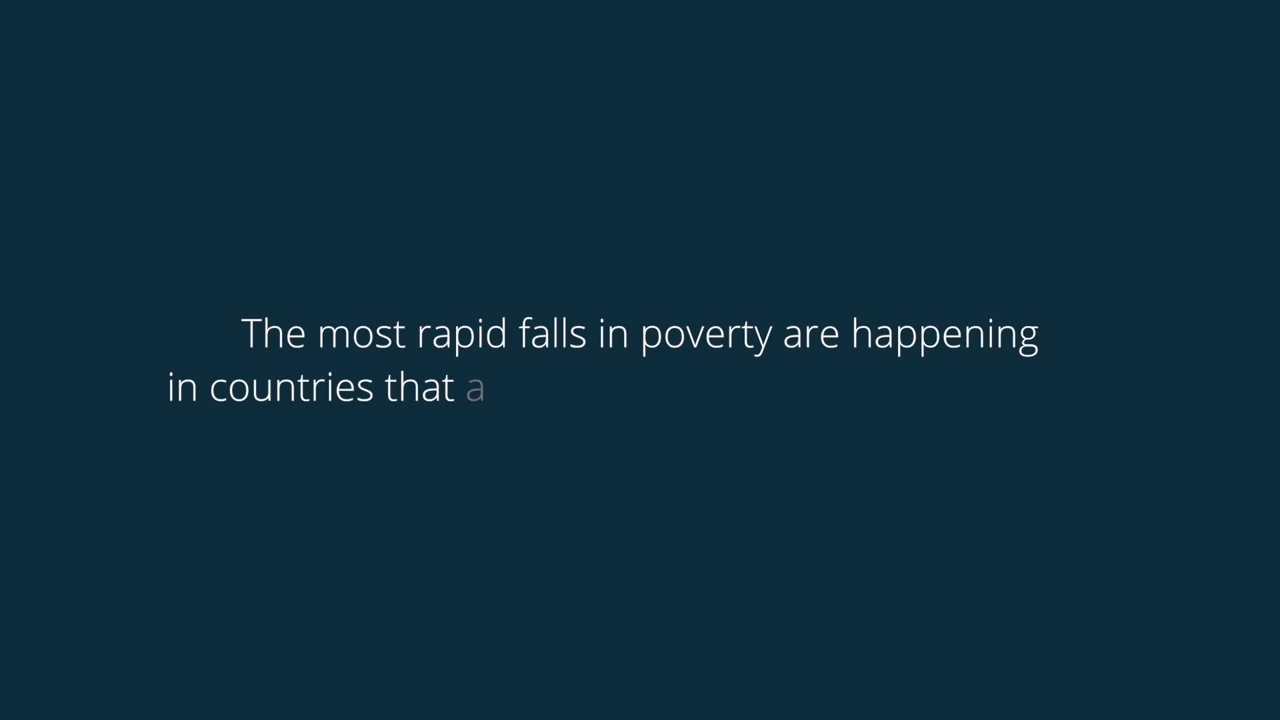 The most rapid falls in poverty are happening
in countries that a